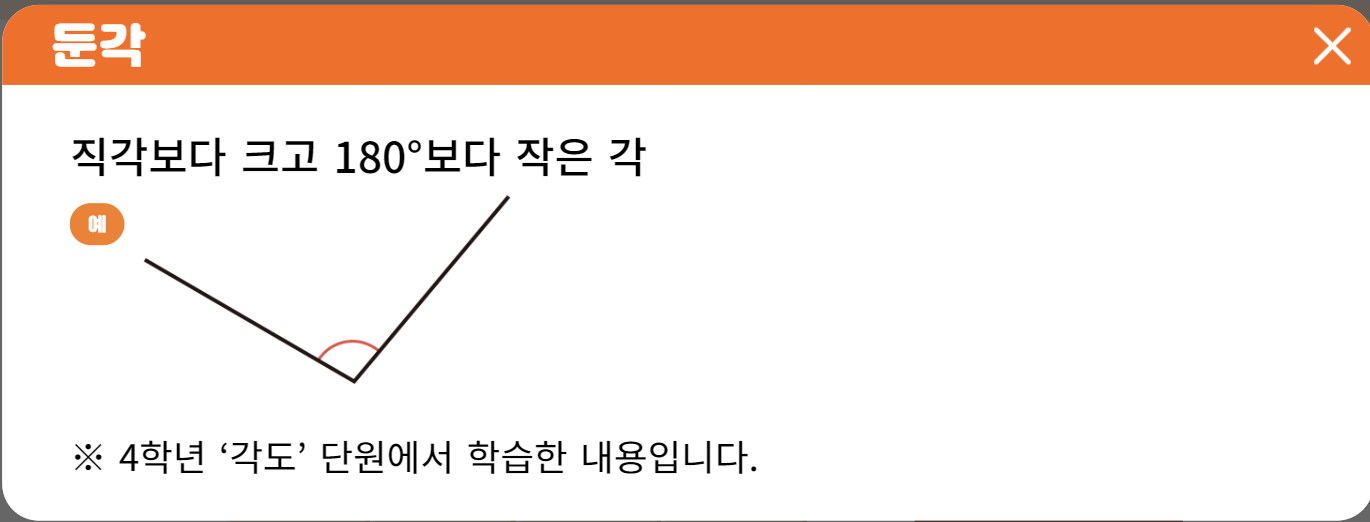 둔각
직각보다 크고 180°보다 작은 각
예
※ 4학년 ‘각도’ 단원에서 학습한 내용입니다.